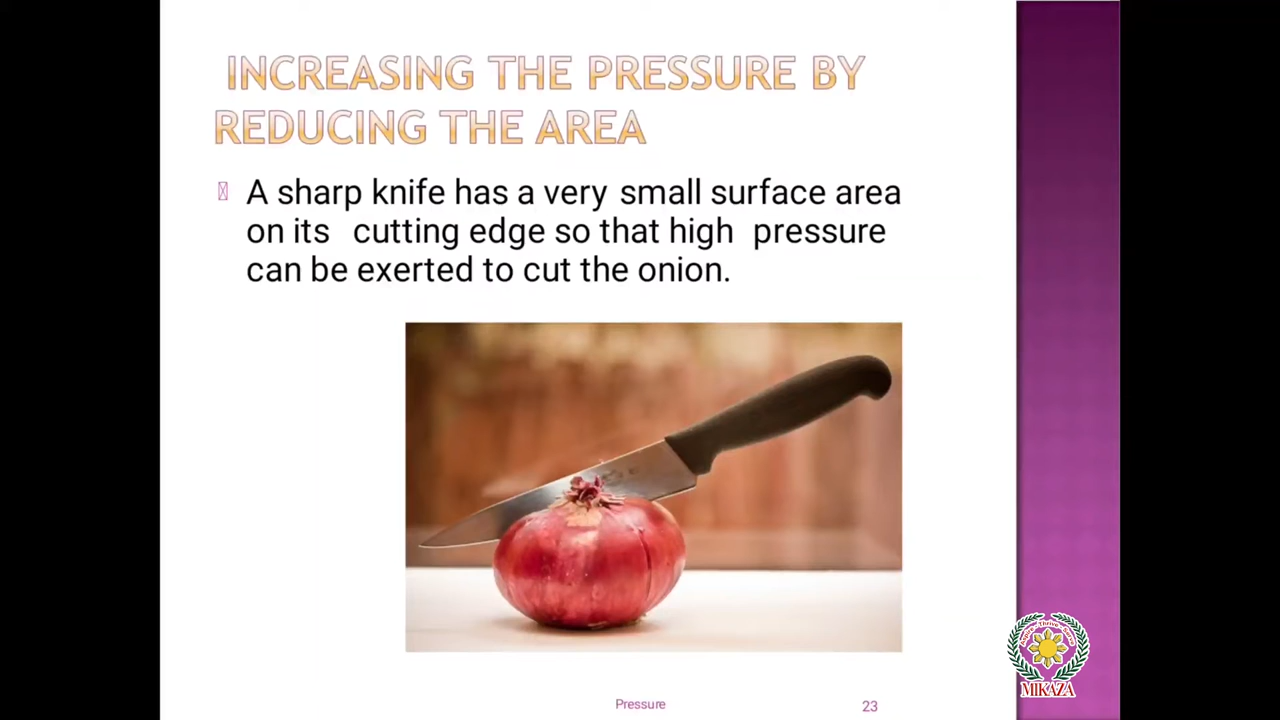 INCREASING THE PRESSURE BY
REDUCING THE AREA
A sharp knife has a very small surface area
on its cutting edge so that high pressure
can be exerted to cut the onion.
Pressure
23
MIKAZA